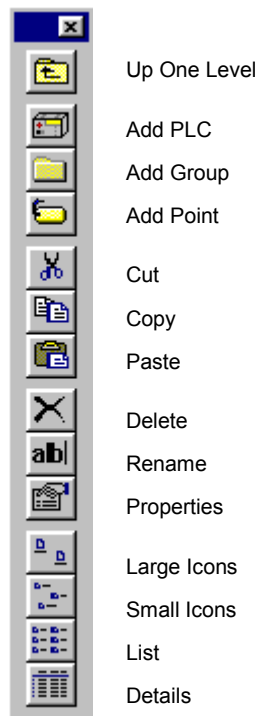 Up One Level
Add PLC
Add Group
Add Point
Cut
Copy
Paste
Delete
ab Rename
Properties
Large Icons
Small Icons
List
Details